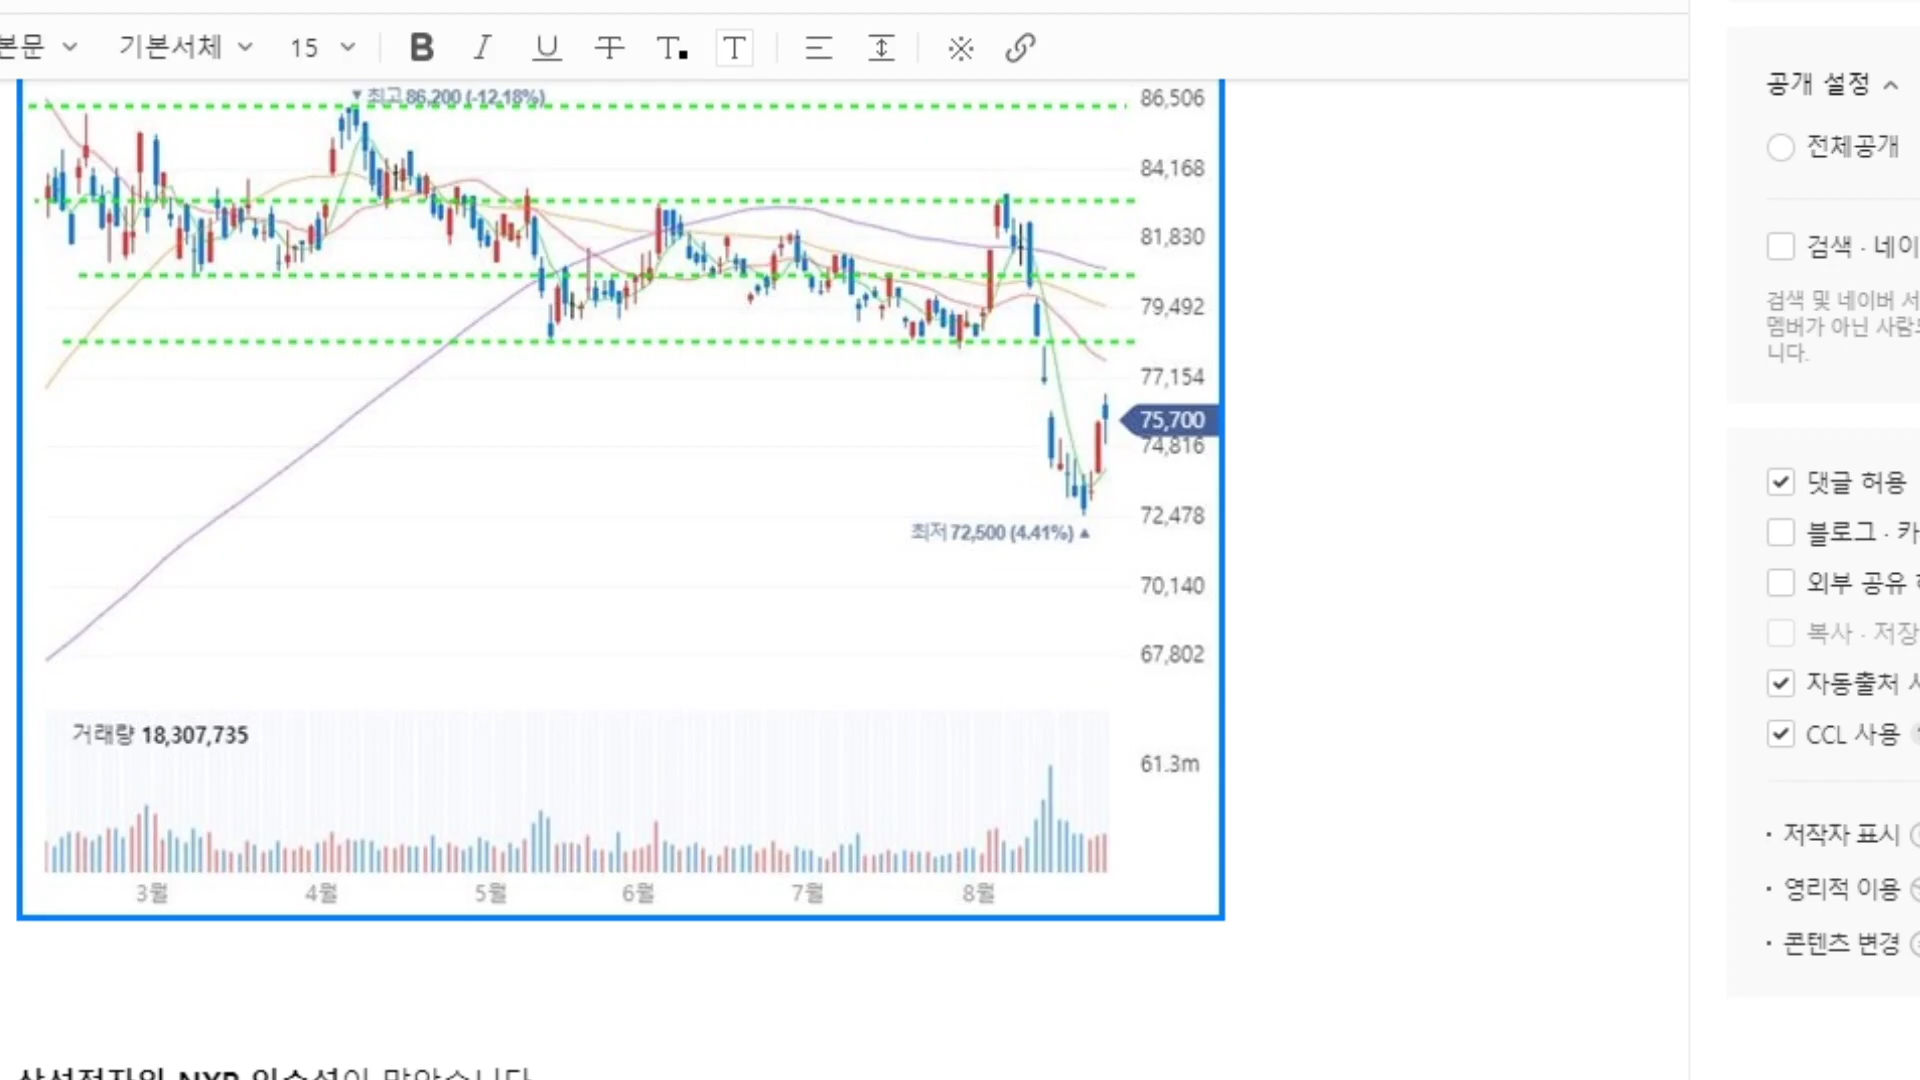 본문 기본서체 15 B I U T T. T
최고 86,200 (-12.18%)
86,506
84,168
81,830
79,492
77,154
75,700
74,816
72,478
최저 72,500 (4.41%)
70,140
67,802
거래량 18,307,735
61.3m
3월 4월 5월 6월 7월 8월
공개 설정
전체공개
검색 · 네이
검색 및 네이버 서
멤버가 아닌 사람
니다.
댓글 허용
블로그 · 카
외부 공유
복사 · 저장
자동출처
CCL 사용
· 저작자 표시
· 영리적 이용
· 콘텐츠 변경